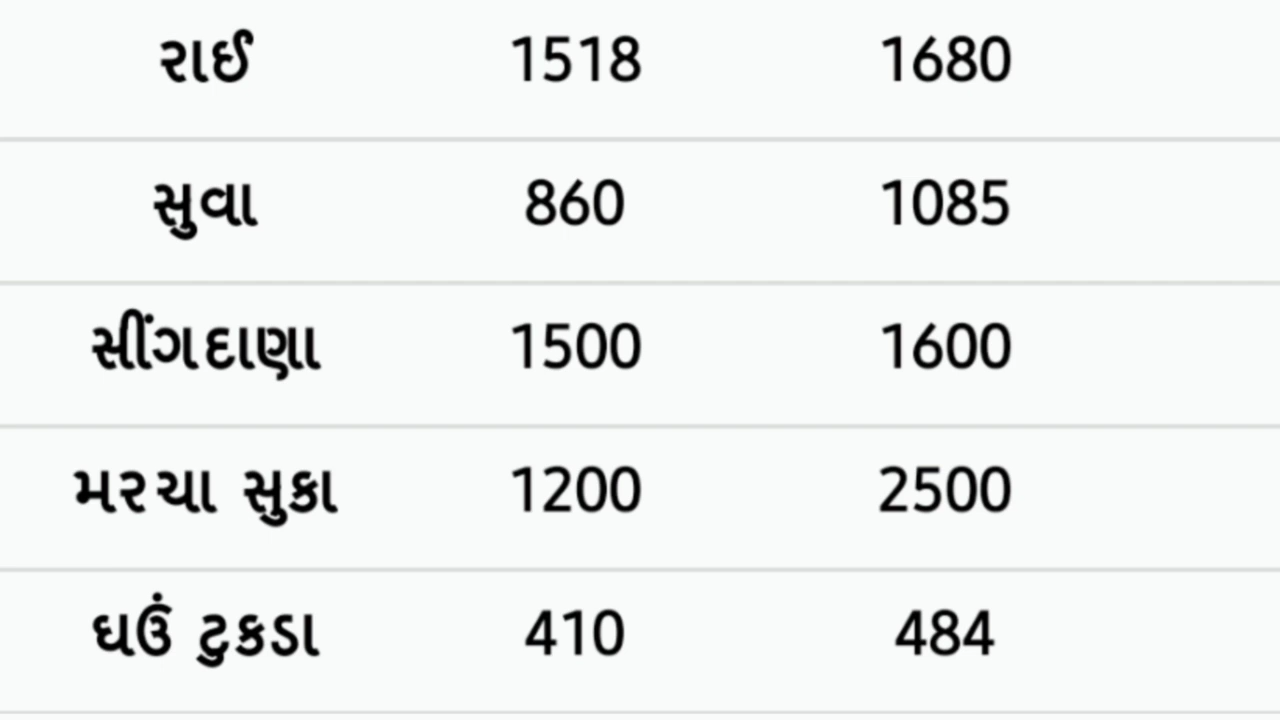 રાઈ 1518 1680
સુવા 860 1085
સીંગદાણા 1500 1600
મરચા સુકા 1200 2500
ઘઉં ટુકડા 410 484